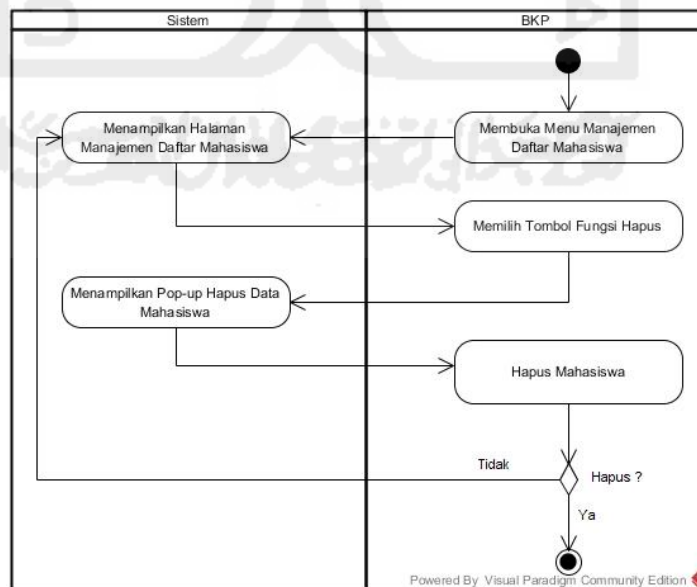 Sistem
BKP
Membuka Menu Manajemen
Daftar Mahasiswa
Menampilkan Halaman
Manajemen Daftar Mahasiswa
Memilih Tombol Fungsi Hapus
Menampilkan Pop-up Hapus Data
Mahasiswa
Hapus Mahasiswa
Hapus ?
Tidak
Ya
Powered By Visual Paradigm Community Edition